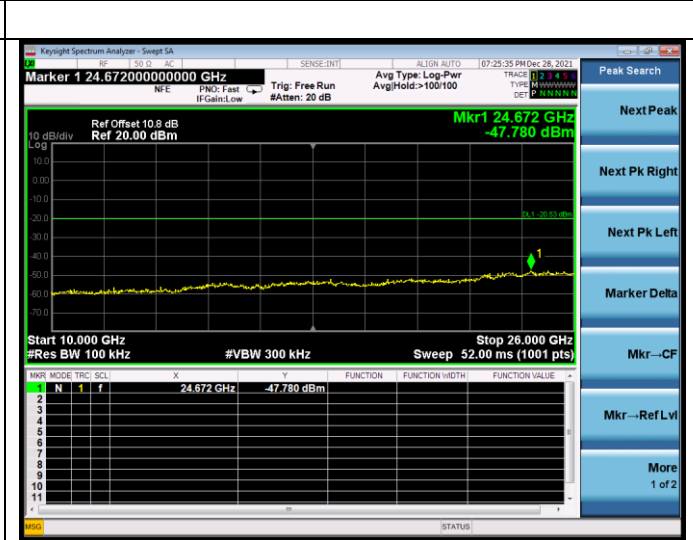 Keysight Spectrum Analyzer - Swept SA
RF 50 Ω AC SENSE:INT ALIGN AUTO 07:25:35 PM Dec 28, 2021
Marker 1 24.672000000000 GHz
NFE PNO: Fast IFGain:Low
Trig: Free Run #Atten: 20 dB
Avg Type: Log-Pwr Avg|Hold:>100/100
TRACE 1 2 3 4 5 6
TYPE M WWWWW
DET P N N N N N
Peak Search
Next Peak
Next Pk Right
Next Pk Left
Marker Delta
Mkr→CF
Mkr→RefLvl
More
1 of 2
Mkr1 24.672 GHz
-47.780 dBm
Ref Offset 10.8 dB
10 dB/div Ref 20.00 dBm
Log
10.0
0.00
-10.0
-20.0
DL1 -20.53 dBm
-30.0
-40.0
1
-50.0
-60.0
-70.0
Start 10.000 GHz Stop 26.000 GHz
#Res BW 100 kHz #VBW 300 kHz Sweep 52.00 ms (1001 pts)
MKR MODE TRC SCL X Y FUNCTION FUNCTION WIDTH FUNCTION VALUE
1 N 1 f 24.672 GHz -47.780 dBm
2
3
4
5
6
7
8
9
10
11
MSG STATUS